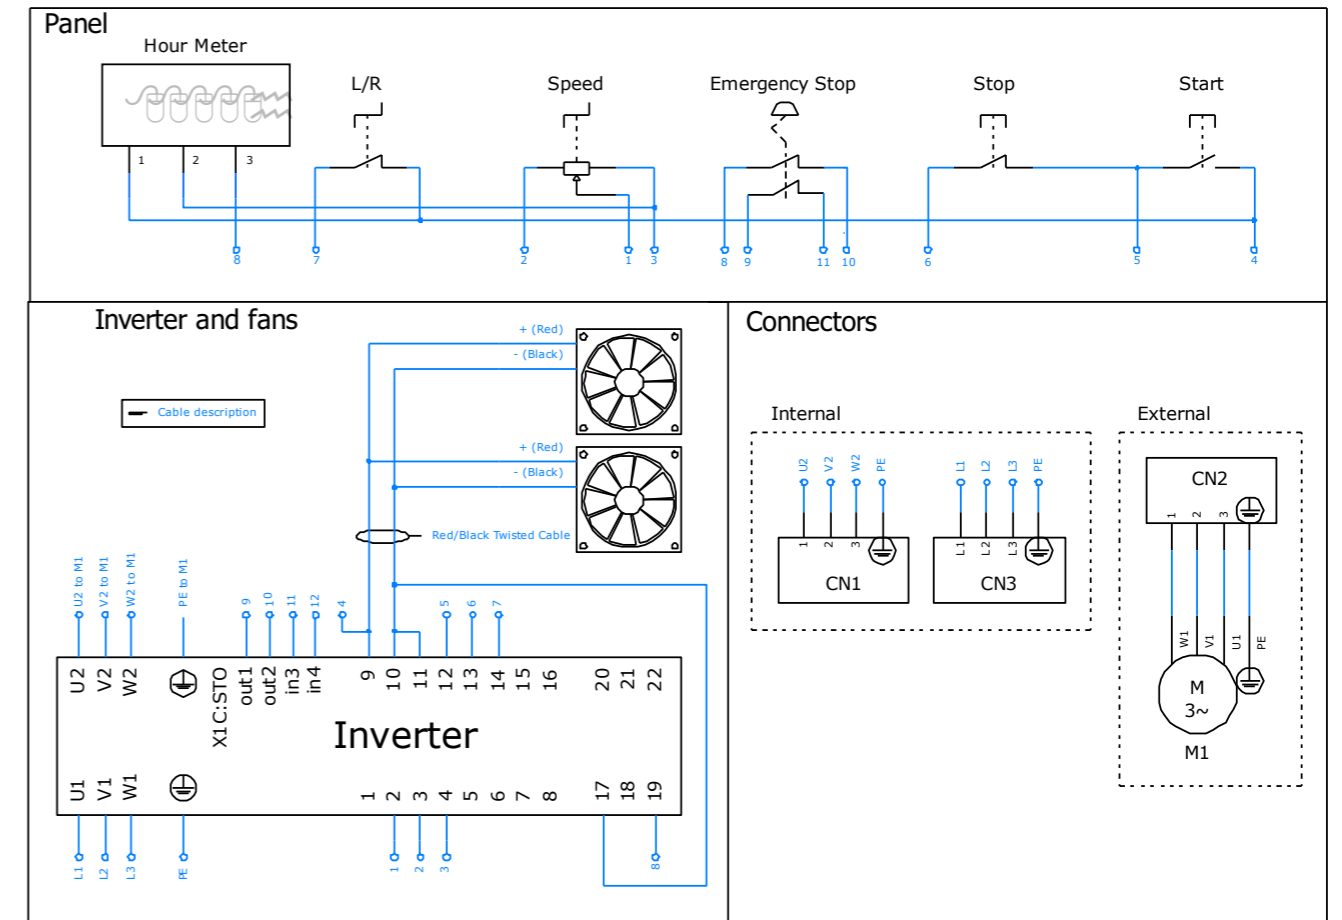 Panel
Hour Meter
L/R
Speed
Emergency Stop
Stop
Start
1 2 3
8 7 2 1 3 8 9 11 10 6 5 4
Inverter and fans
+ (Red)
- (Black)
Cable description
+ (Red)
- (Black)
Red/Black Twisted Cable
U2 to M1
V2 to M1
W2 to M1
PE to M1
9 10 11 12 4 5 6 7
U2 V2 W2 X1C:STO out1 out2 in3 in4 9 10 11 12 13 14 15 16 20 21 22
Inverter
U1 V1 W1 1 2 3 4 5 6 7 8 17 18 19
L1 L2 L3 PE 1 2 3 8
Connectors
Internal
U2 V2 W2 PE
1 2 3
CN1
L1 L2 L3 PE
L1 L2 L3
CN3
External
CN2
1 2 3
W1 V1 U1 PE
M
3~
M1